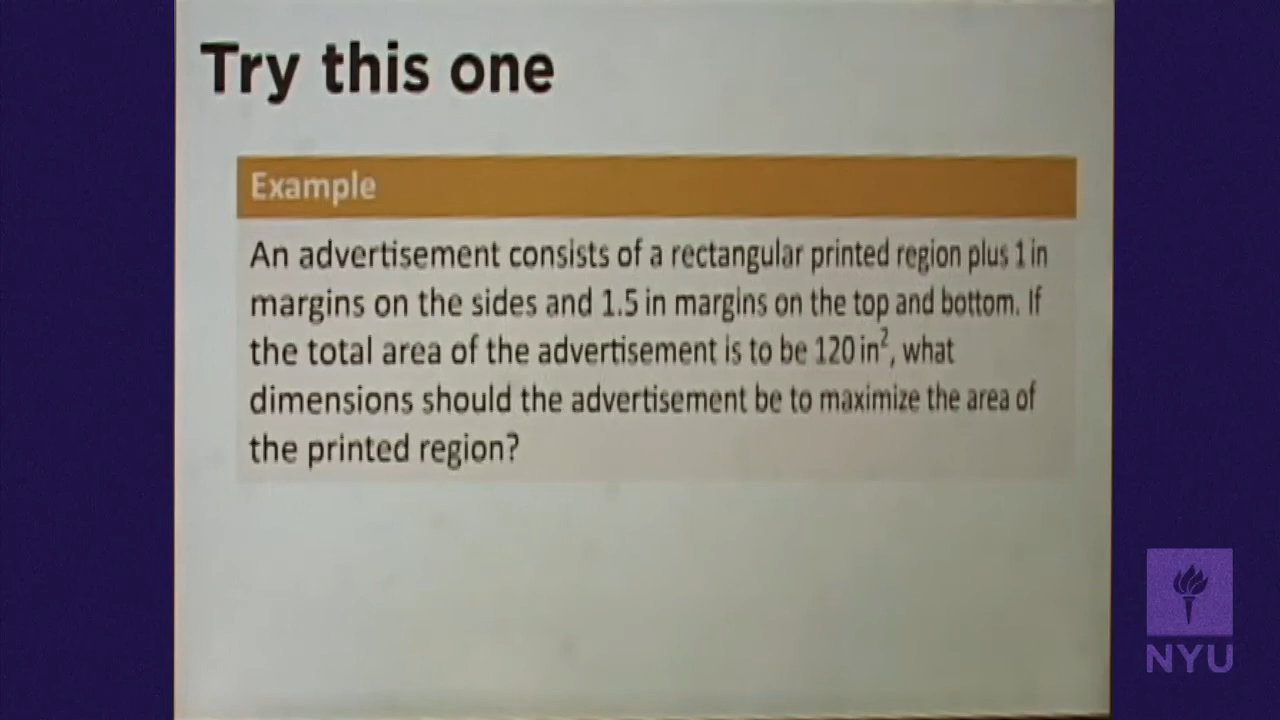 Try this one
Example
An advertisement consists of a rectangular printed region plus 1 in
margins on the sides and 1.5 in margins on the top and bottom. If
the total area of the advertisement is to be 120 in², what
dimensions should the advertisement be to maximize the area of
the printed region?
NYU